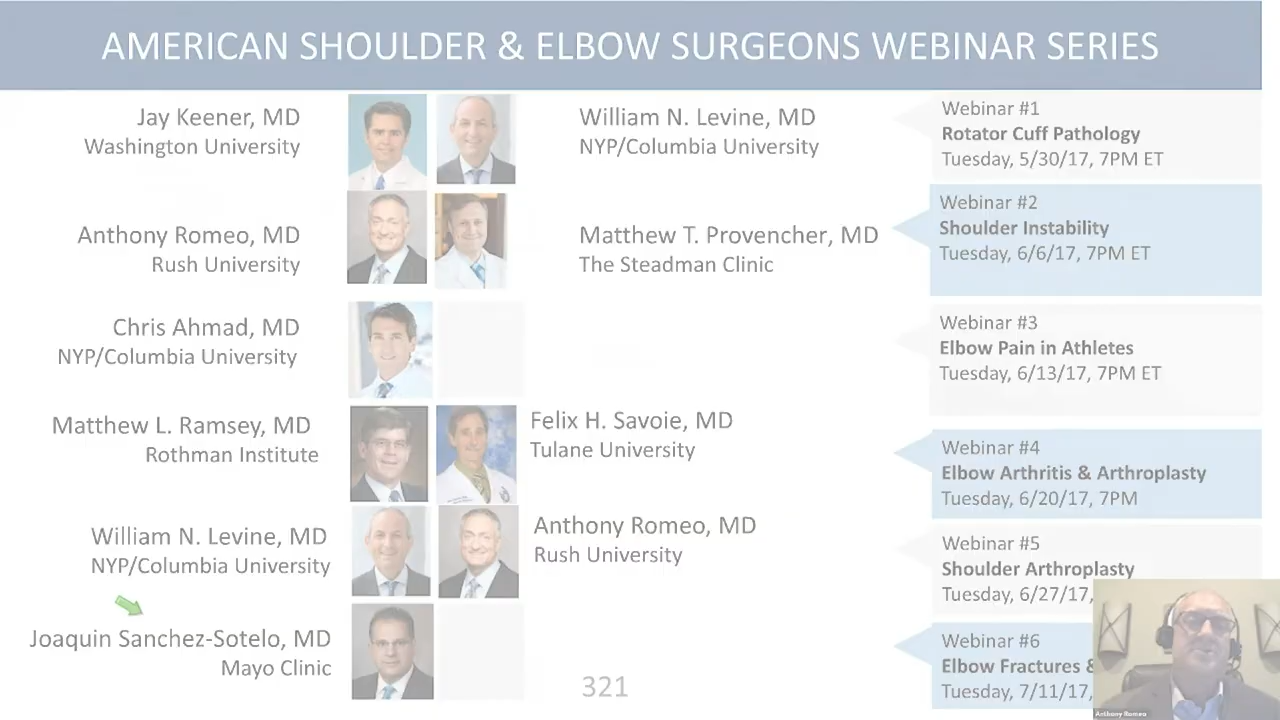 AMERICAN SHOULDER & ELBOW SURGEONS WEBINAR SERIES
Jay Keener, MD
Washington University
William N. Levine, MD
NYP/Columbia University
Webinar #1
Rotator Cuff Pathology
Tuesday, 5/30/17, 7PM ET
Anthony Romeo, MD
Rush University
Matthew T. Provencher, MD
The Steadman Clinic
Webinar #2
Shoulder Instability
Tuesday, 6/6/17, 7PM ET
Chris Ahmad, MD
NYP/Columbia University
Webinar #3
Elbow Pain in Athletes
Tuesday, 6/13/17, 7PM ET
Matthew L. Ramsey, MD
Rothman Institute
Felix H. Savoie, MD
Tulane University
Webinar #4
Elbow Arthritis & Arthroplasty
Tuesday, 6/20/17, 7PM
William N. Levine, MD
NYP/Columbia University
Anthony Romeo, MD
Rush University
Webinar #5
Shoulder Arthroplasty
Tuesday, 6/27/17,
Joaquin Sanchez-Sotelo, MD
Mayo Clinic
321
Webinar #6
Elbow Fractures &
Tuesday, 7/11/17,
Anthony Romeo